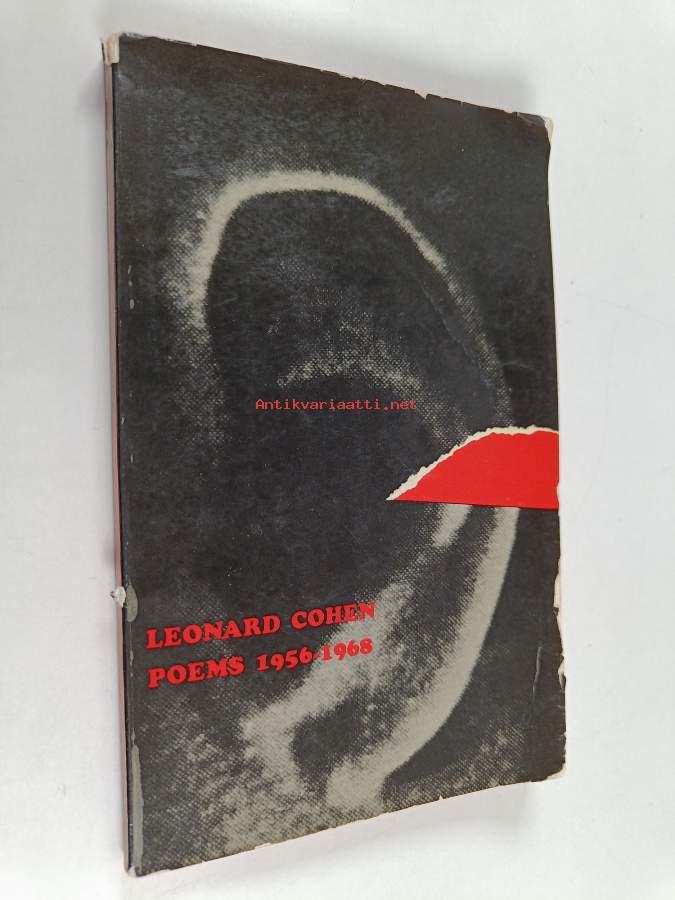 Antikvariaatti.net
LEONARD COHEN
POEMS 1956-1968